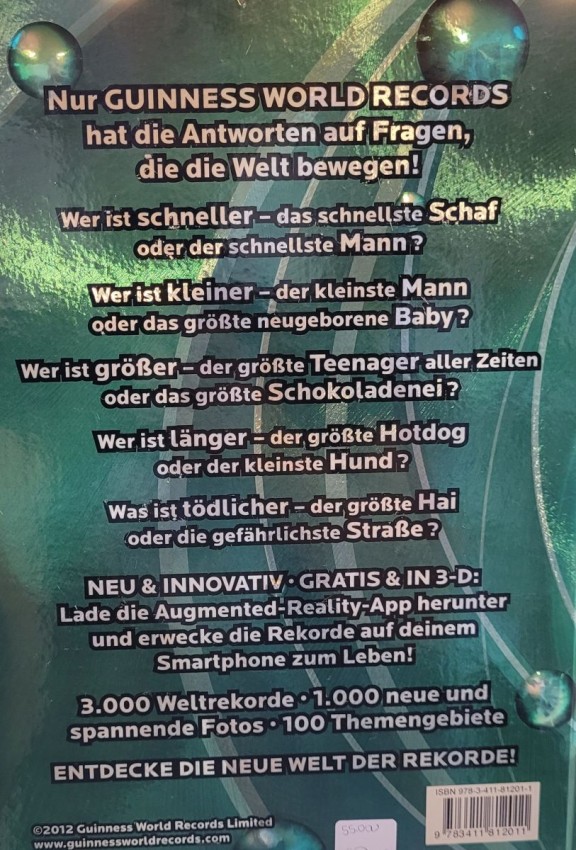 Nur GUINNESS WORLD RECORDS
hat die Antworten auf Fragen,
die die Welt bewegen!
Wer ist schneller – das schnellste Schaf
oder der schnellste Mann?
Wer ist kleiner – der kleinste Mann
oder das größte neugeborene Baby?
Wer ist größer – der größte Teenager aller Zeiten
oder das größte Schokoladenei?
Wer ist länger – der größte Hotdog
oder der kleinste Hund?
Was ist tödlicher – der größte Hai
oder die gefährlichste Straße?
NEU & INNOVATIV · GRATIS & IN 3-D:
Lade die Augmented-Reality-App herunter
und erwecke die Rekorde auf deinem
Smartphone zum Leben!
3.000 Weltrekorde · 1.000 neue und
spannende Fotos · 100 Themengebiete
ENTDECKE DIE NEUE WELT DER REKORDE!
ISBN 978-3-411-81201-1
9 783411 812011
©2012 Guinness World Records Limited
www.guinnessworldrecords.com